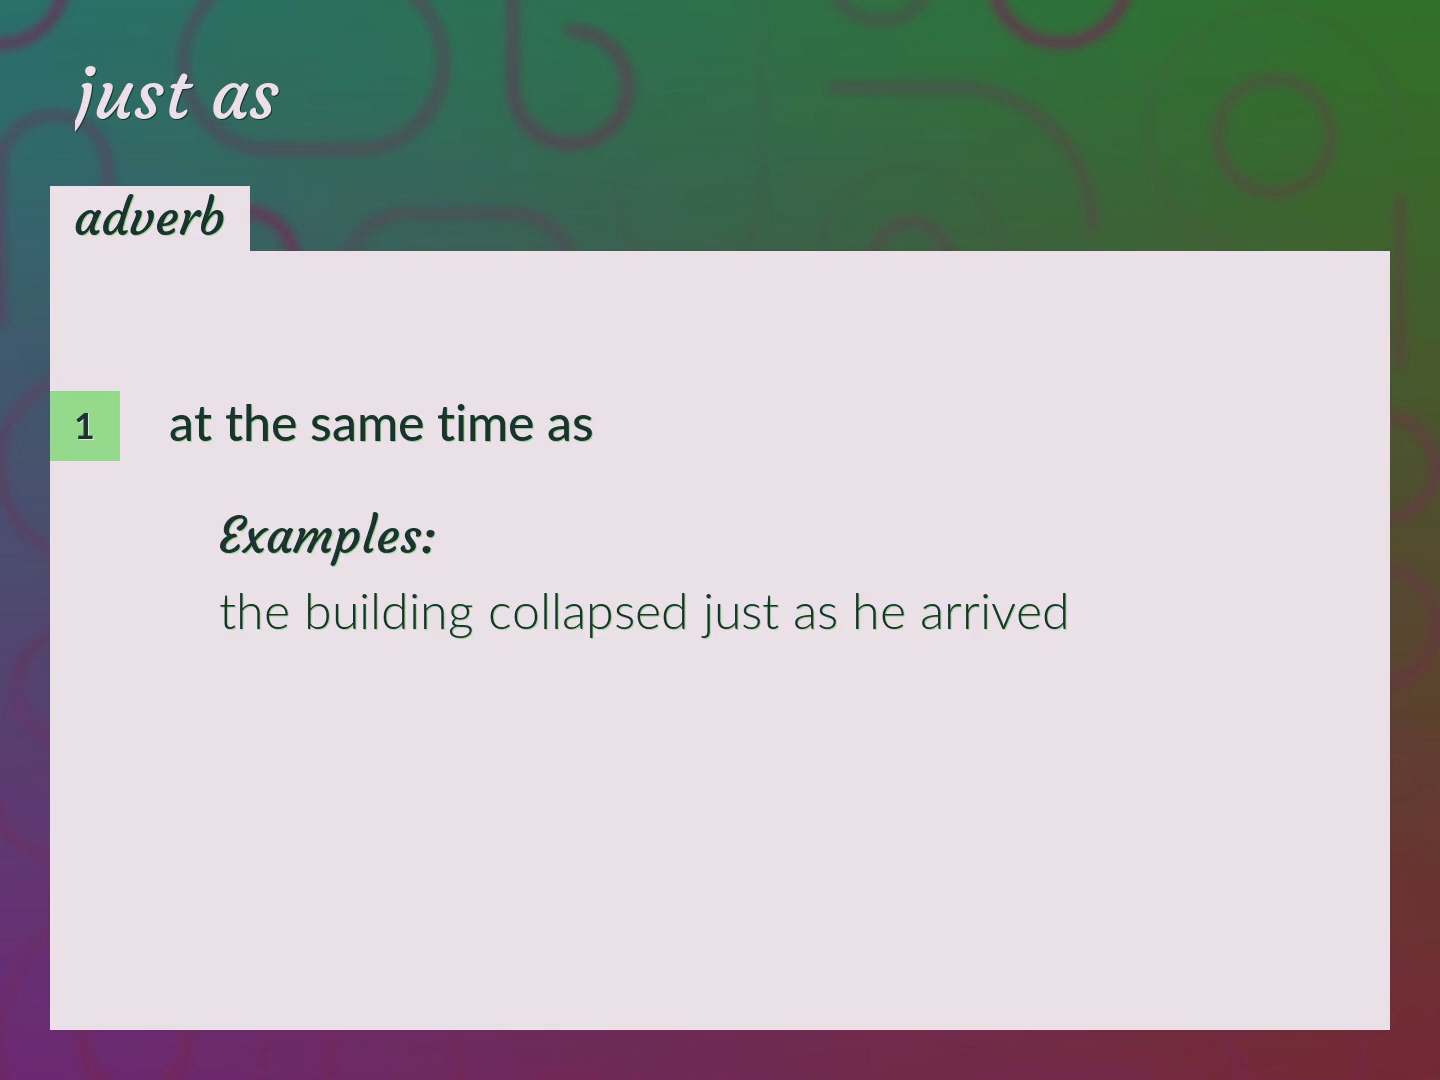 just as
adverb
1 at the same time as
Examples:
the building collapsed just as he arrived